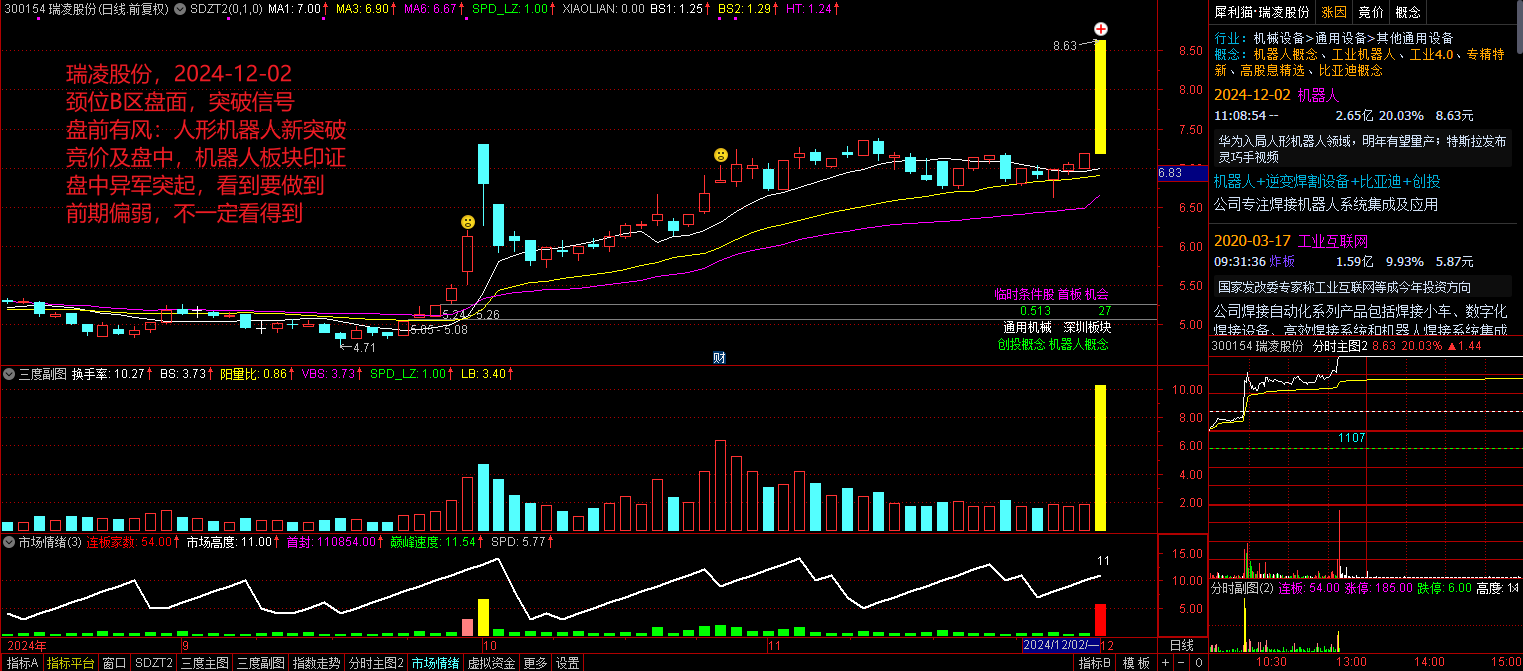 300154 瑞凌股份(日线.前复权) SDZT2(0,1,0) MA1: 7.00↑ MA3: 6.90↑ MA6: 6.67↑ SPD_LZ: 1.00↑ XIAOLIAN: 0.00 BS1: 1.25↑ BS2: 1.29↑ HT: 1.24↑
瑞凌股份，2024-12-02
颈位B区盘面，突破信号
盘前有风：人形机器人新突破
竞价及盘中，机器人板块印证
盘中异军突起，看到要做到
前期偏弱，不一定看得到
8.63
8.50
8.00
7.50
6.83
6.50
6.00
5.50
5.00
5.24 - 5.26
5.05 - 5.08
←4.71
临时条件股 首板 机会
0.513 27
通用机械 深圳板块
创投概念 机器人概念
财
三度副图 换手率: 10.27↑ BS: 3.73↑ 阳量比: 0.86↑ VBS: 3.73↑ SPD_LZ: 1.00↑ LB: 3.40↑
10.00
8.00
6.00
4.00
2.00
市场情绪(3) 连板家数: 54.00↑ 市场高度: 11.00↑ 首封: 110854.00↑ 巅峰速度: 11.54↑ SPD: 5.77↑
11
15.00
10.00
5.00
2024年 9 10 11 2024/12/02/一 12 日线
指标A 指标平台 窗口 SDZT2 三度主图 三度副图 指数走势 分时主图2 市场情绪 虚拟资金 更多 设置 指标B 模 板 + -
犀利猫·瑞凌股份 涨因 竞价 概念
行业: 机械设备>通用设备>其他通用设备
概念: 机器人概念、工业机器人、工业4.0、专精特
新、高股息精选、比亚迪概念
2024-12-02 机器人
11:08:54 -- 2.65亿 20.03% 8.63元
华为入局人形机器人领域，明年有望量产；特斯拉发布
灵巧手视频
机器人+逆变焊割设备+比亚迪+创投
公司专注焊接机器人系统集成及应用
2020-03-17 工业互联网
09:31:36 炸板 1.59亿 9.93% 5.87元
国家发改委专家称工业互联网等成今年投资方向
公司焊接自动化系列产品包括焊接小车、数字化
焊接设备、高效焊接系统和机器人焊接系统集成
300154 瑞凌股份 分时主图2 8.63 20.03% ▲1.44
1107
分时副图(2) 连板: 54.00 涨停: 185.00 跌停: 6.00 高度:
10:30 13:00 14:00 15:00